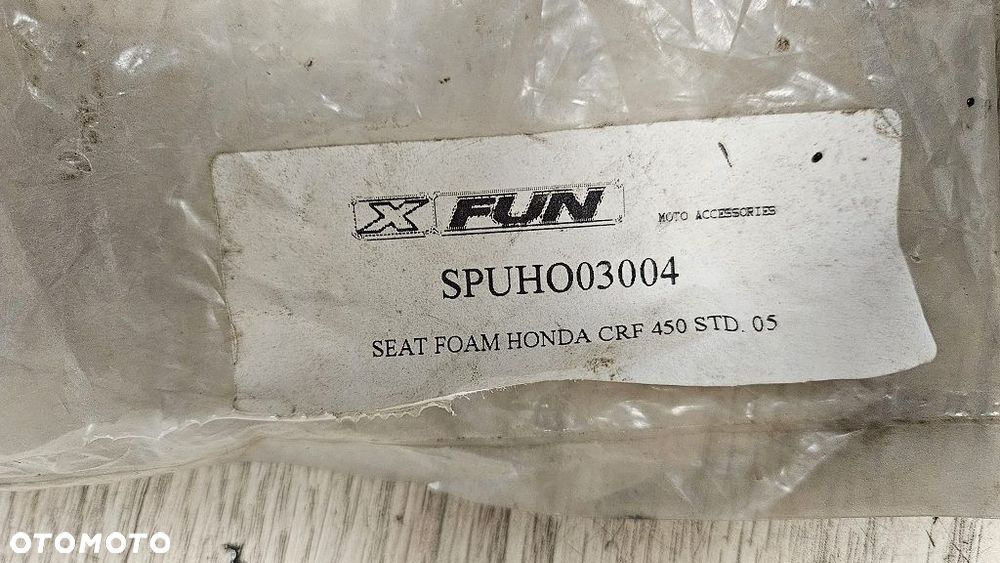 X FUN MOTO ACCESSORIES
SPUHO03004
SEAT FOAM HONDA CRF 450 STD. 05
OTOMOTO